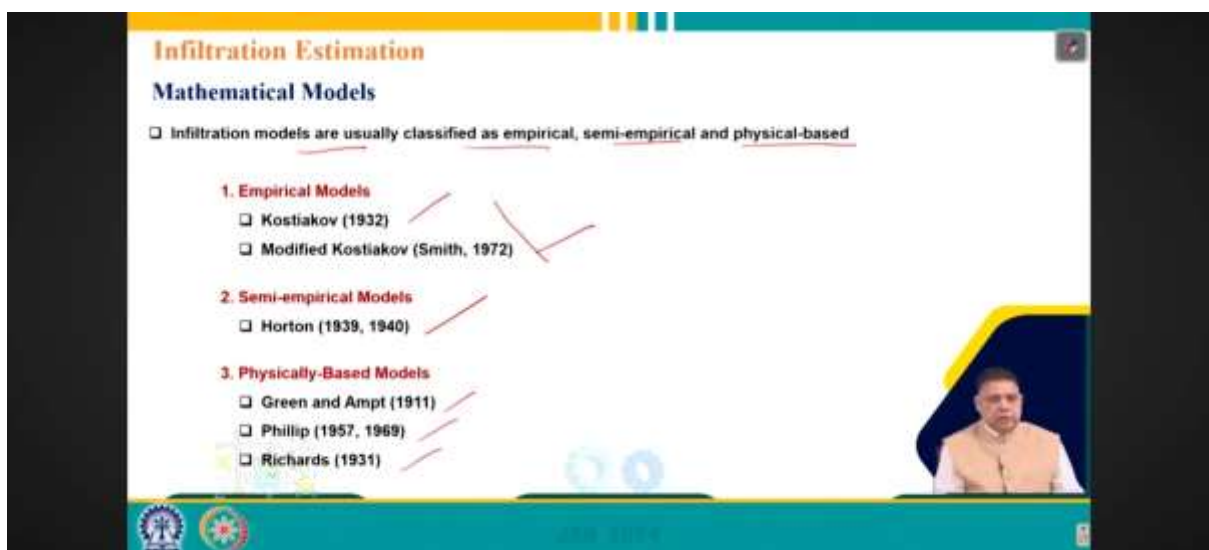 Infiltration Estimation
Mathematical Models
❑ Infiltration models are usually classified as empirical, semi-empirical and physical-based
1. Empirical Models
❑ Kostiakov (1932)
❑ Modified Kostiakov (Smith, 1972)
2. Semi-empirical Models
❑ Horton (1939, 1940)
3. Physically-Based Models
❑ Green and Ampt (1911)
❑ Phillip (1957, 1969)
❑ Richards (1931)